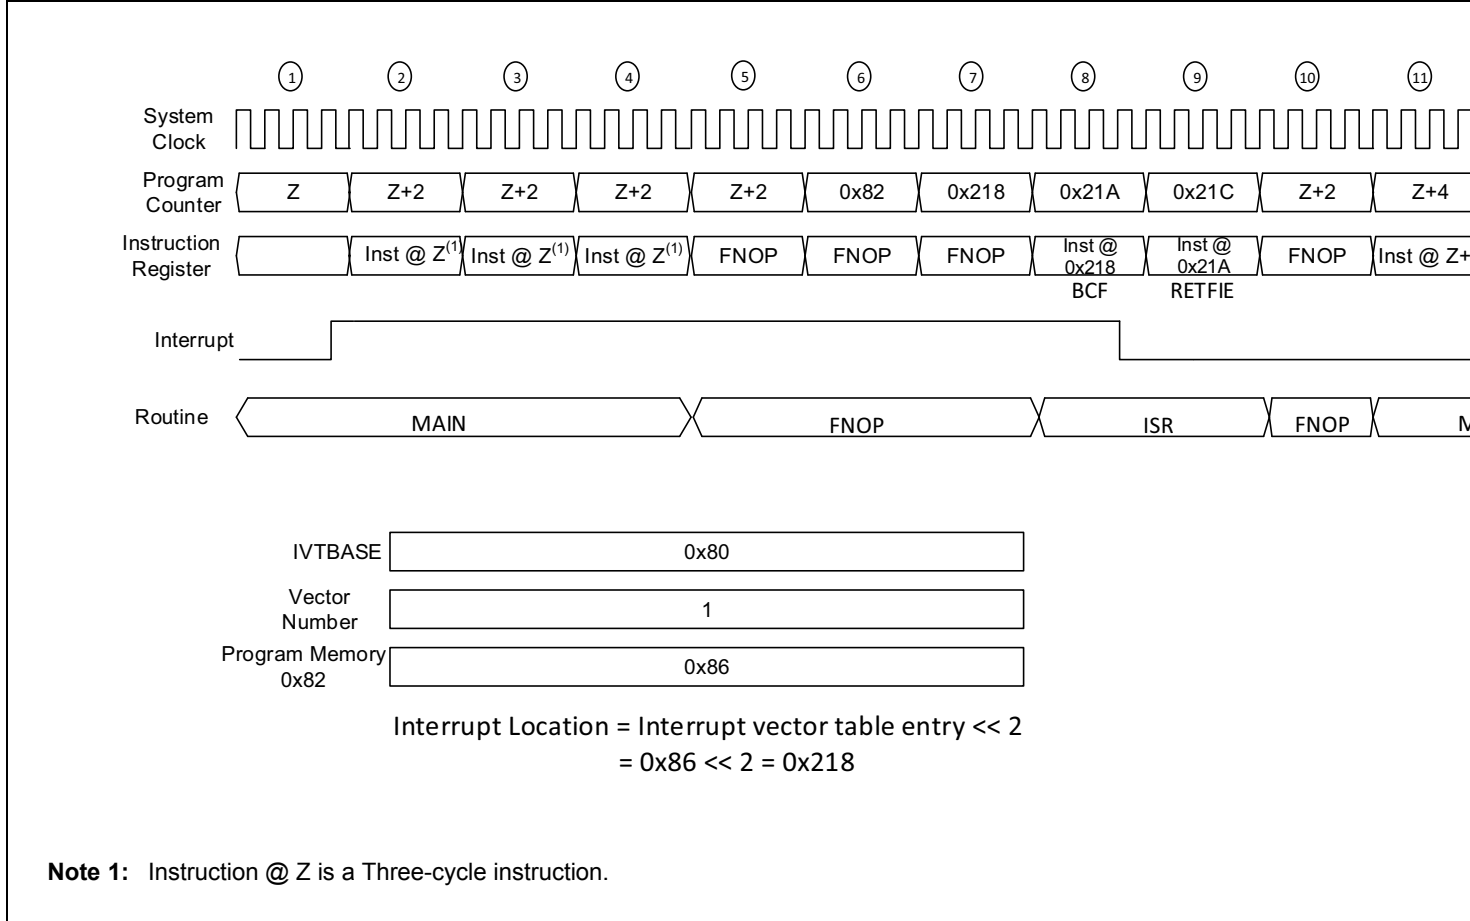 1 2 3 4 5 6 7 8 9 10 11
System
Clock
Program
Counter
Z Z+2 Z+2 Z+2 Z+2 0x82 0x218 0x21A 0x21C Z+2 Z+4
Instruction
Register
Inst @ Z(1) Inst @ Z(1) Inst @ Z(1) FNOP FNOP FNOP Inst @ 0x218 Inst @ 0x21A FNOP Inst @ Z+
BCF RETFIE
Interrupt
Routine
MAIN FNOP ISR FNOP M
IVTBASE 0x80
Vector
Number
1
Program Memory
0x82
0x86
Interrupt Location = Interrupt vector table entry << 2
= 0x86 << 2 = 0x218
Note 1: Instruction @ Z is a Three-cycle instruction.